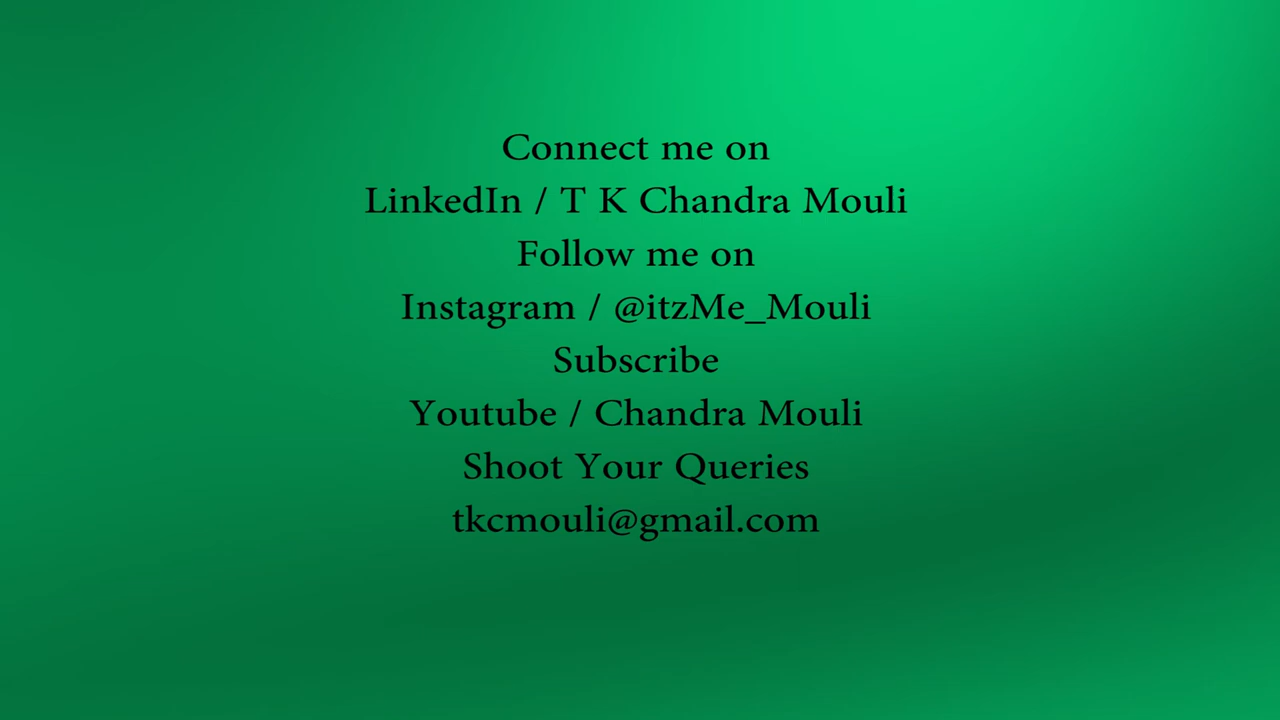 Connect me on
LinkedIn / T K Chandra Mouli
Follow me on
Instagram / @itzMe_Mouli
Subscribe
Youtube / Chandra Mouli
Shoot Your Queries
tkcmouli@gmail.com